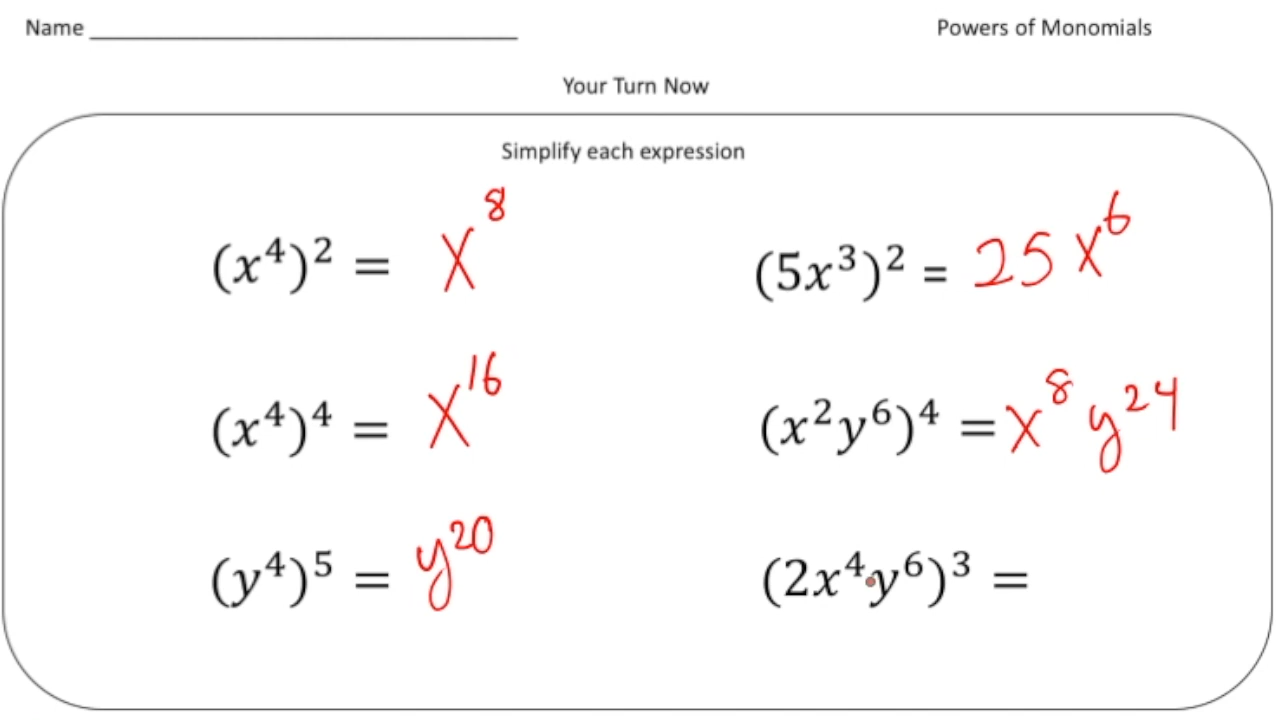 Name ____________________ Powers of Monomials
Your Turn Now
Simplify each expression
(x⁴)² = x⁸ (5x³)² = 25x⁶
(x⁴)⁴ = x¹⁶ (x²y⁶)⁴ = x⁸y²⁴
(y⁴)⁵ = y²⁰ (2x⁴y⁶)³ =